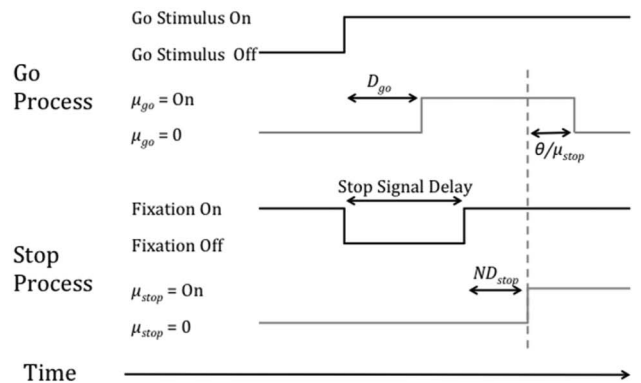 Go Stimulus On
Go Stimulus Off
Go
Process
D_go
μ_go = On
μ_go = 0
θ/μ_stop
Stop Signal Delay
Fixation On
Fixation Off
Stop
Process
ND_stop
μ_stop = On
μ_stop = 0
Time